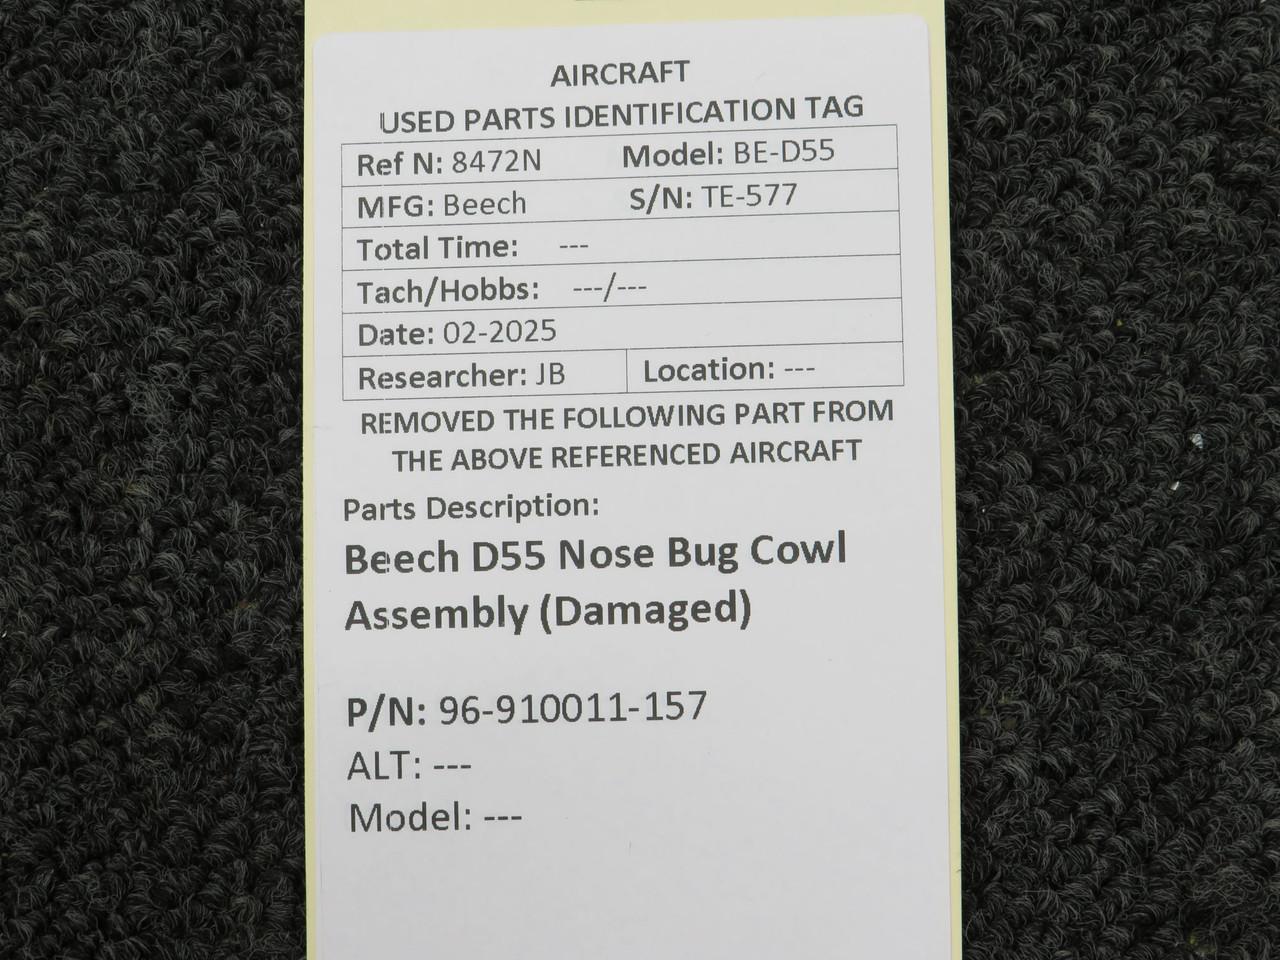 AIRCRAFT
USED PARTS IDENTIFICATION TAG
Ref N: 8472N Model: BE-D55
MFG: Beech S/N: TE-577
Total Time: ---
Tach/Hobbs: ---/---
Date: 02-2025
Researcher: JB Location: ---
REMOVED THE FOLLOWING PART FROM
THE ABOVE REFERENCED AIRCRAFT
Parts Description:
Beech D55 Nose Bug Cowl
Assembly (Damaged)
P/N: 96-910011-157
ALT: ---
Model: ---